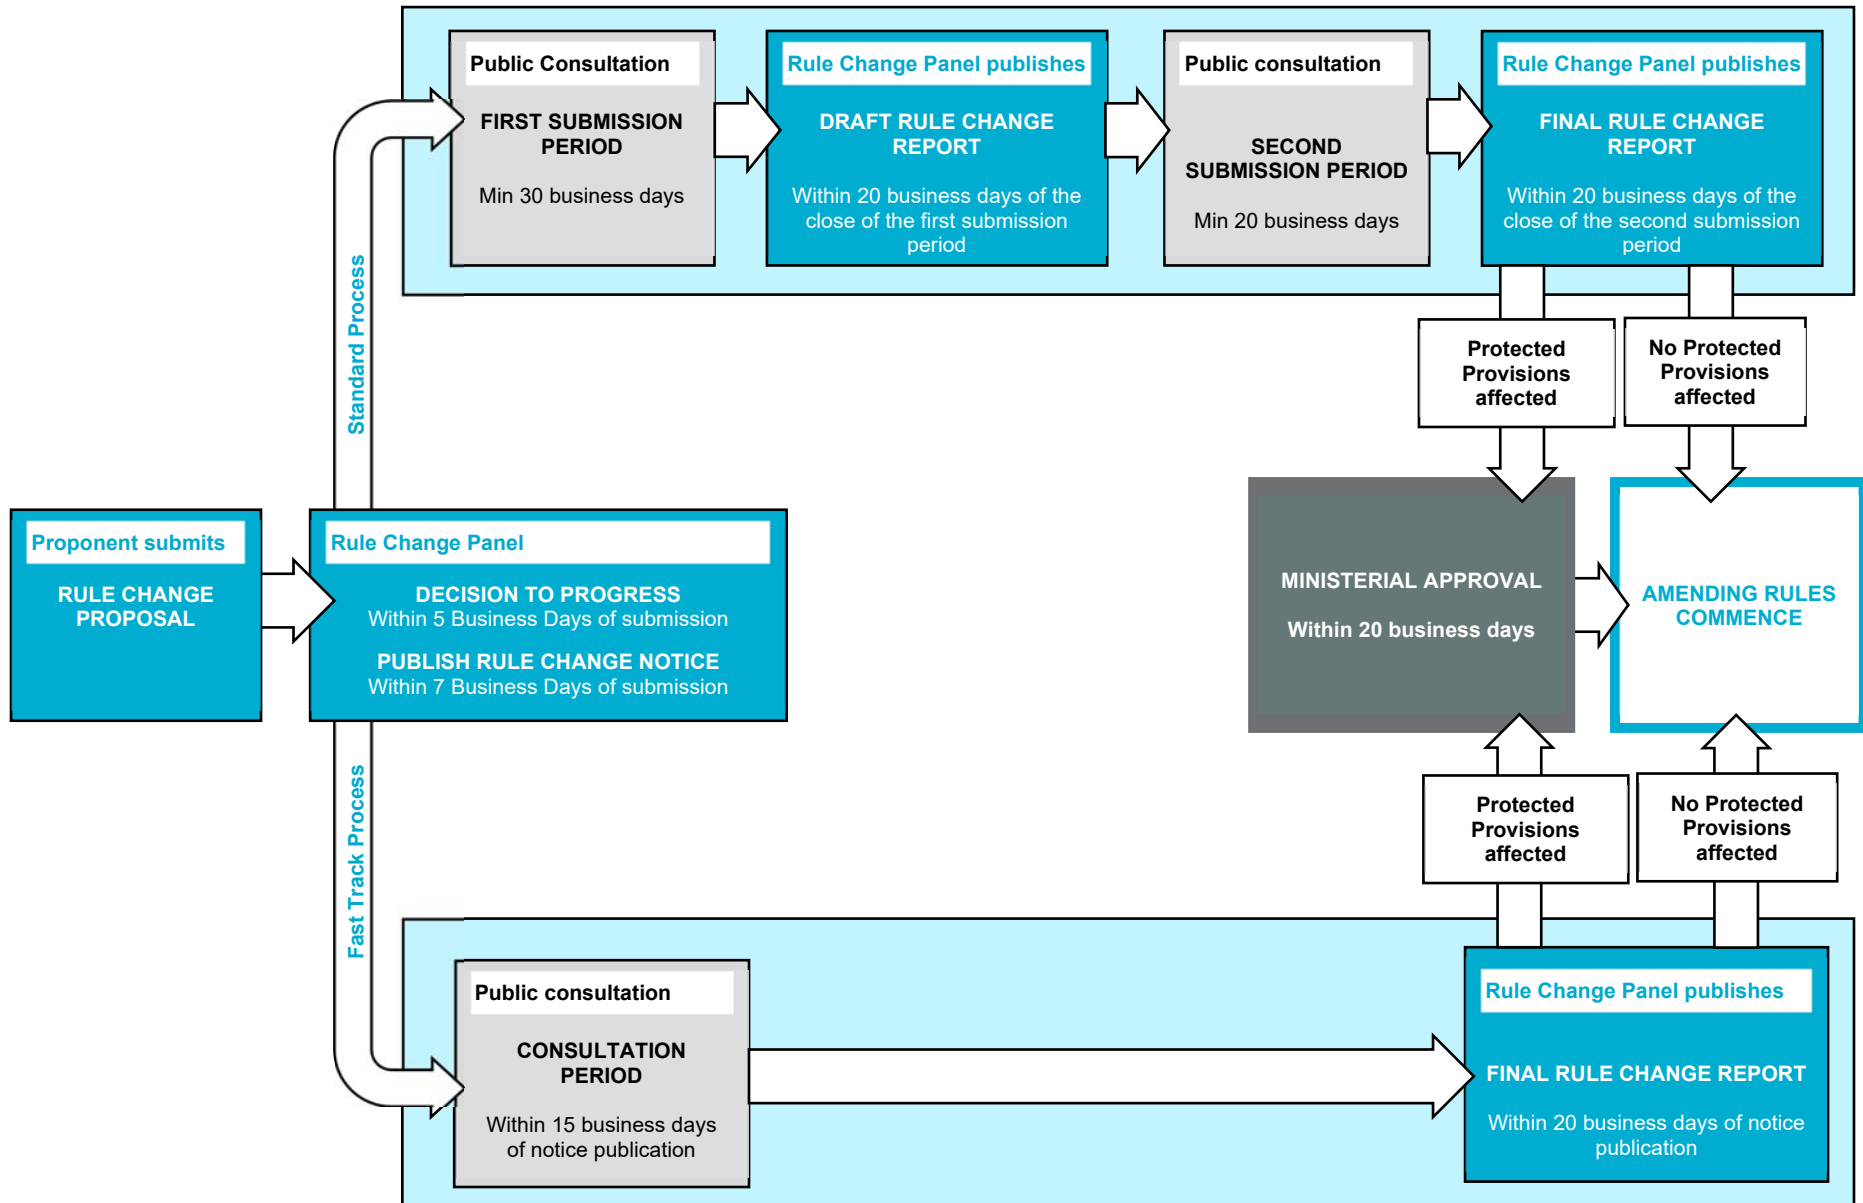 Public Consultation
FIRST SUBMISSION
PERIOD
Min 30 business days
Rule Change Panel publishes
DRAFT RULE CHANGE
REPORT
Within 20 business days of the
close of the first submission
period
Public consultation
SECOND
SUBMISSION PERIOD
Min 20 business days
Rule Change Panel publishes
FINAL RULE CHANGE
REPORT
Within 20 business days of the
close of the second submission
period
Standard Process
Protected
Provisions
affected
No Protected
Provisions
affected
Proponent submits
RULE CHANGE
PROPOSAL
Rule Change Panel
DECISION TO PROGRESS
Within 5 Business Days of submission
PUBLISH RULE CHANGE NOTICE
Within 7 Business Days of submission
MINISTERIAL APPROVAL
Within 20 business days
AMENDING RULES
COMMENCE
Fast Track Process
Protected
Provisions
affected
No Protected
Provisions
affected
Public consultation
CONSULTATION
PERIOD
Within 15 business days
of notice publication
Rule Change Panel publishes
FINAL RULE CHANGE REPORT
Within 20 business days of notice
publication